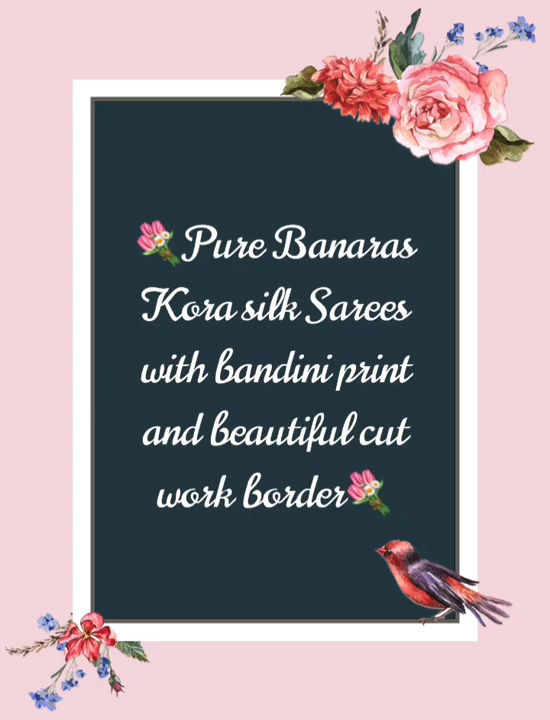 💐Pure Banaras
Kora silk Sarees
with bandini print
and beautiful cut
work border💐